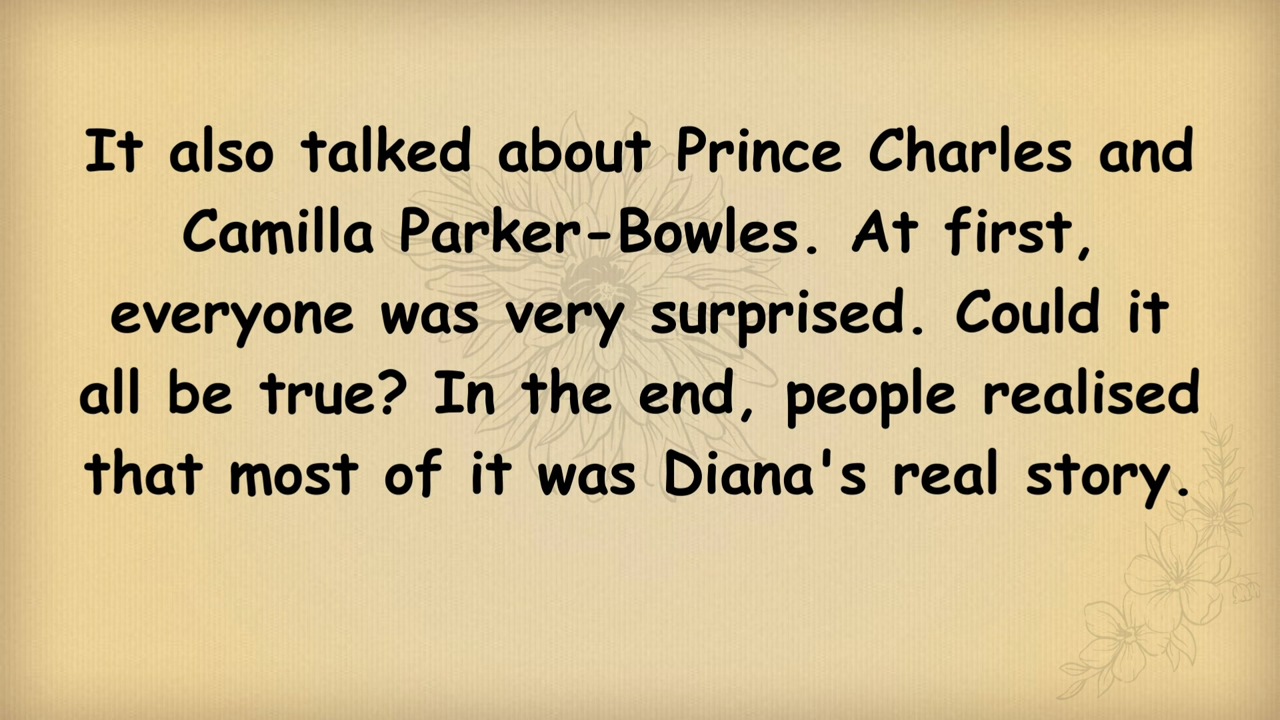 It also talked about Prince Charles and
Camilla Parker-Bowles. At first,
everyone was very surprised. Could it
all be true? In the end, people realised
that most of it was Diana's real story.